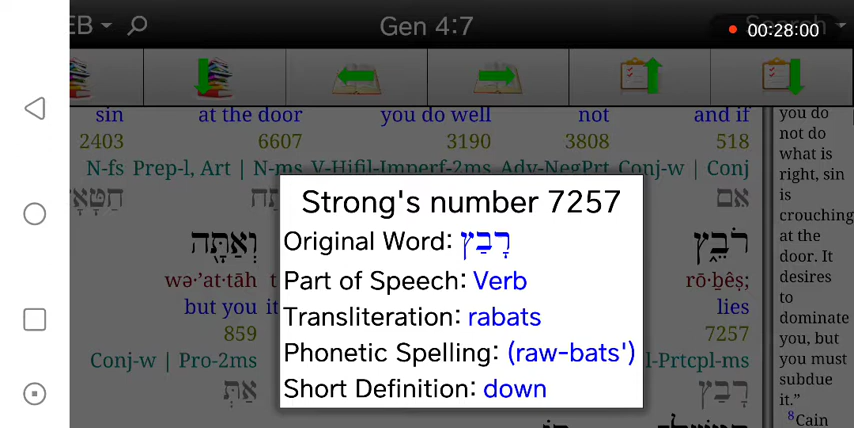 EB
Gen 4:7
Search
00:28:00
sin at the door you do well not and if
2403 6607 3190 3808 518
N-fs Prep-l, Art | N-ms V-Hifil-Imperf-2ms Adv-NegPrt Conj-w | Conj
אִם
Strong's number 7257
Original Word: רָבַץ
Part of Speech: Verb
Transliteration: rabats
Phonetic Spelling: (raw-bats')
Short Definition: down
וְאַתָּ֖ה
wə·’at·tāh t
but you it
859
Conj-w | Pro-2ms
אַתְּ
רֹבֵ֑ץ
rō·ḇêṣ;
lies
7257
l-Prtcpl-ms
רָבַץ
you do
not do
what is
right, sin
is
crouching
at the
door. It
desires
to
dominate
you, but
you must
subdue
it.”
8Cain